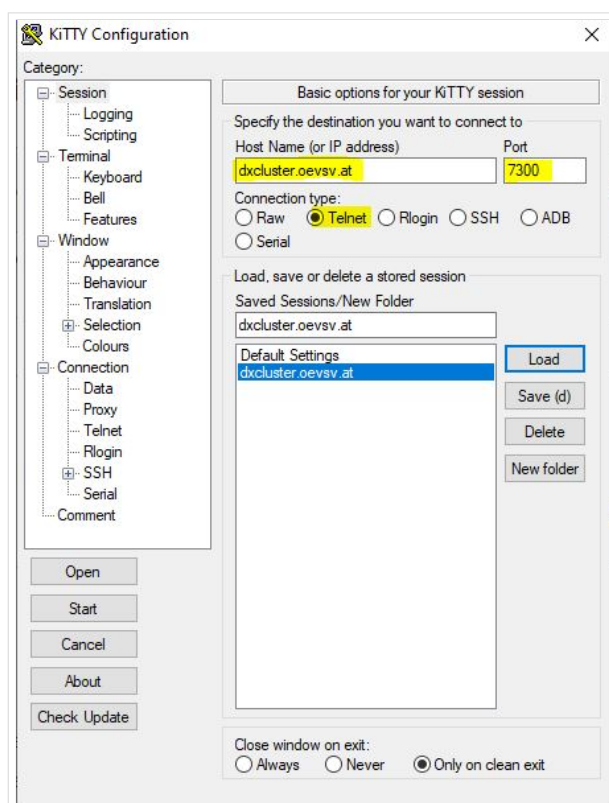 KiTTY Configuration
Category:
Session
Logging
Scripting
Terminal
Keyboard
Bell
Features
Window
Appearance
Behaviour
Translation
Selection
Colours
Connection
Data
Proxy
Telnet
Rlogin
SSH
Serial
Comment
Open
Start
Cancel
About
Check Update
Basic options for your KiTTY session
Specify the destination you want to connect to
Host Name (or IP address) Port
dxcluster.oevsv.at 7300
Connection type:
Raw Telnet Rlogin SSH ADB
Serial
Load, save or delete a stored session
Saved Sessions/New Folder
dxcluster.oevsv.at
Default Settings
dxcluster.oevsv.at
Load
Save (d)
Delete
New folder
Close window on exit:
Always Never Only on clean exit